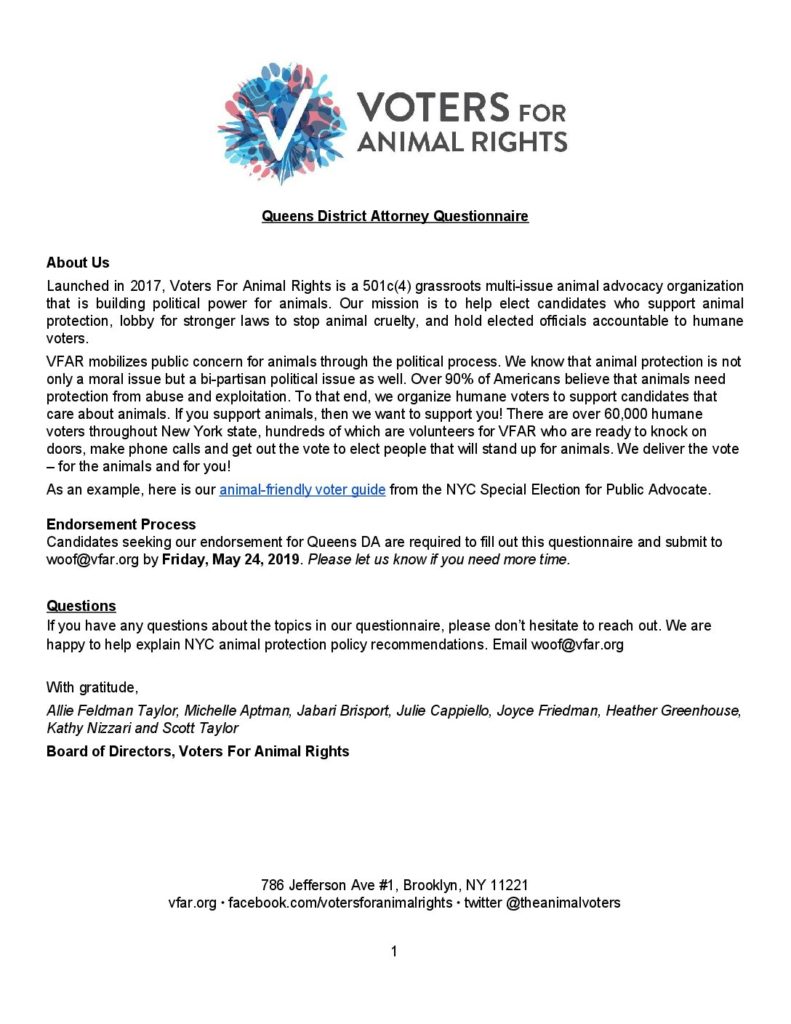 VOTERS FOR
ANIMAL RIGHTS
Queens District Attorney Questionnaire
About Us
Launched in 2017, Voters For Animal Rights is a 501c(4) grassroots multi-issue animal advocacy organization
that is building political power for animals. Our mission is to help elect candidates who support animal
protection, lobby for stronger laws to stop animal cruelty, and hold elected officials accountable to humane
voters.
VFAR mobilizes public concern for animals through the political process. We know that animal protection is not
only a moral issue but a bi-partisan political issue as well. Over 90% of Americans believe that animals need
protection from abuse and exploitation. To that end, we organize humane voters to support candidates that
care about animals. If you support animals, then we want to support you! There are over 60,000 humane
voters throughout New York state, hundreds of which are volunteers for VFAR who are ready to knock on
doors, make phone calls and get out the vote to elect people that will stand up for animals. We deliver the vote
– for the animals and for you!
As an example, here is our animal-friendly voter guide from the NYC Special Election for Public Advocate.
Endorsement Process
Candidates seeking our endorsement for Queens DA are required to fill out this questionnaire and submit to
woof@vfar.org by Friday, May 24, 2019. Please let us know if you need more time.
Questions
If you have any questions about the topics in our questionnaire, please don’t hesitate to reach out. We are
happy to help explain NYC animal protection policy recommendations. Email woof@vfar.org
With gratitude,
Allie Feldman Taylor, Michelle Aptman, Jabari Brisport, Julie Cappiello, Joyce Friedman, Heather Greenhouse,
Kathy Nizzari and Scott Taylor
Board of Directors, Voters For Animal Rights
786 Jefferson Ave #1, Brooklyn, NY 11221
vfar.org • facebook.com/votersforanimalrights • twitter @theanimalvoters
1